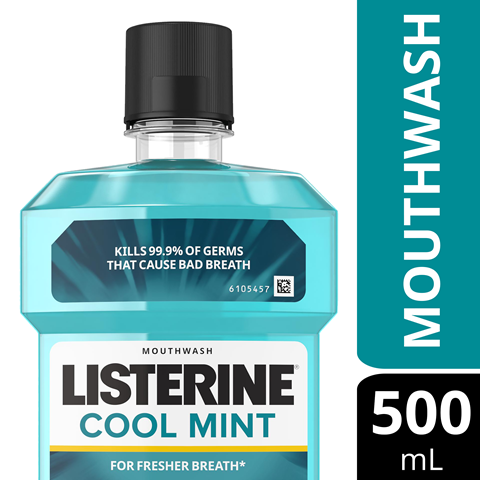 KILLS 99.9% OF GERMS
THAT CAUSE BAD BREATH
6105457
MOUTHWASH
LISTERINE®
COOL MINT
FOR FRESHER BREATH*
MOUTHWASH
500
mL